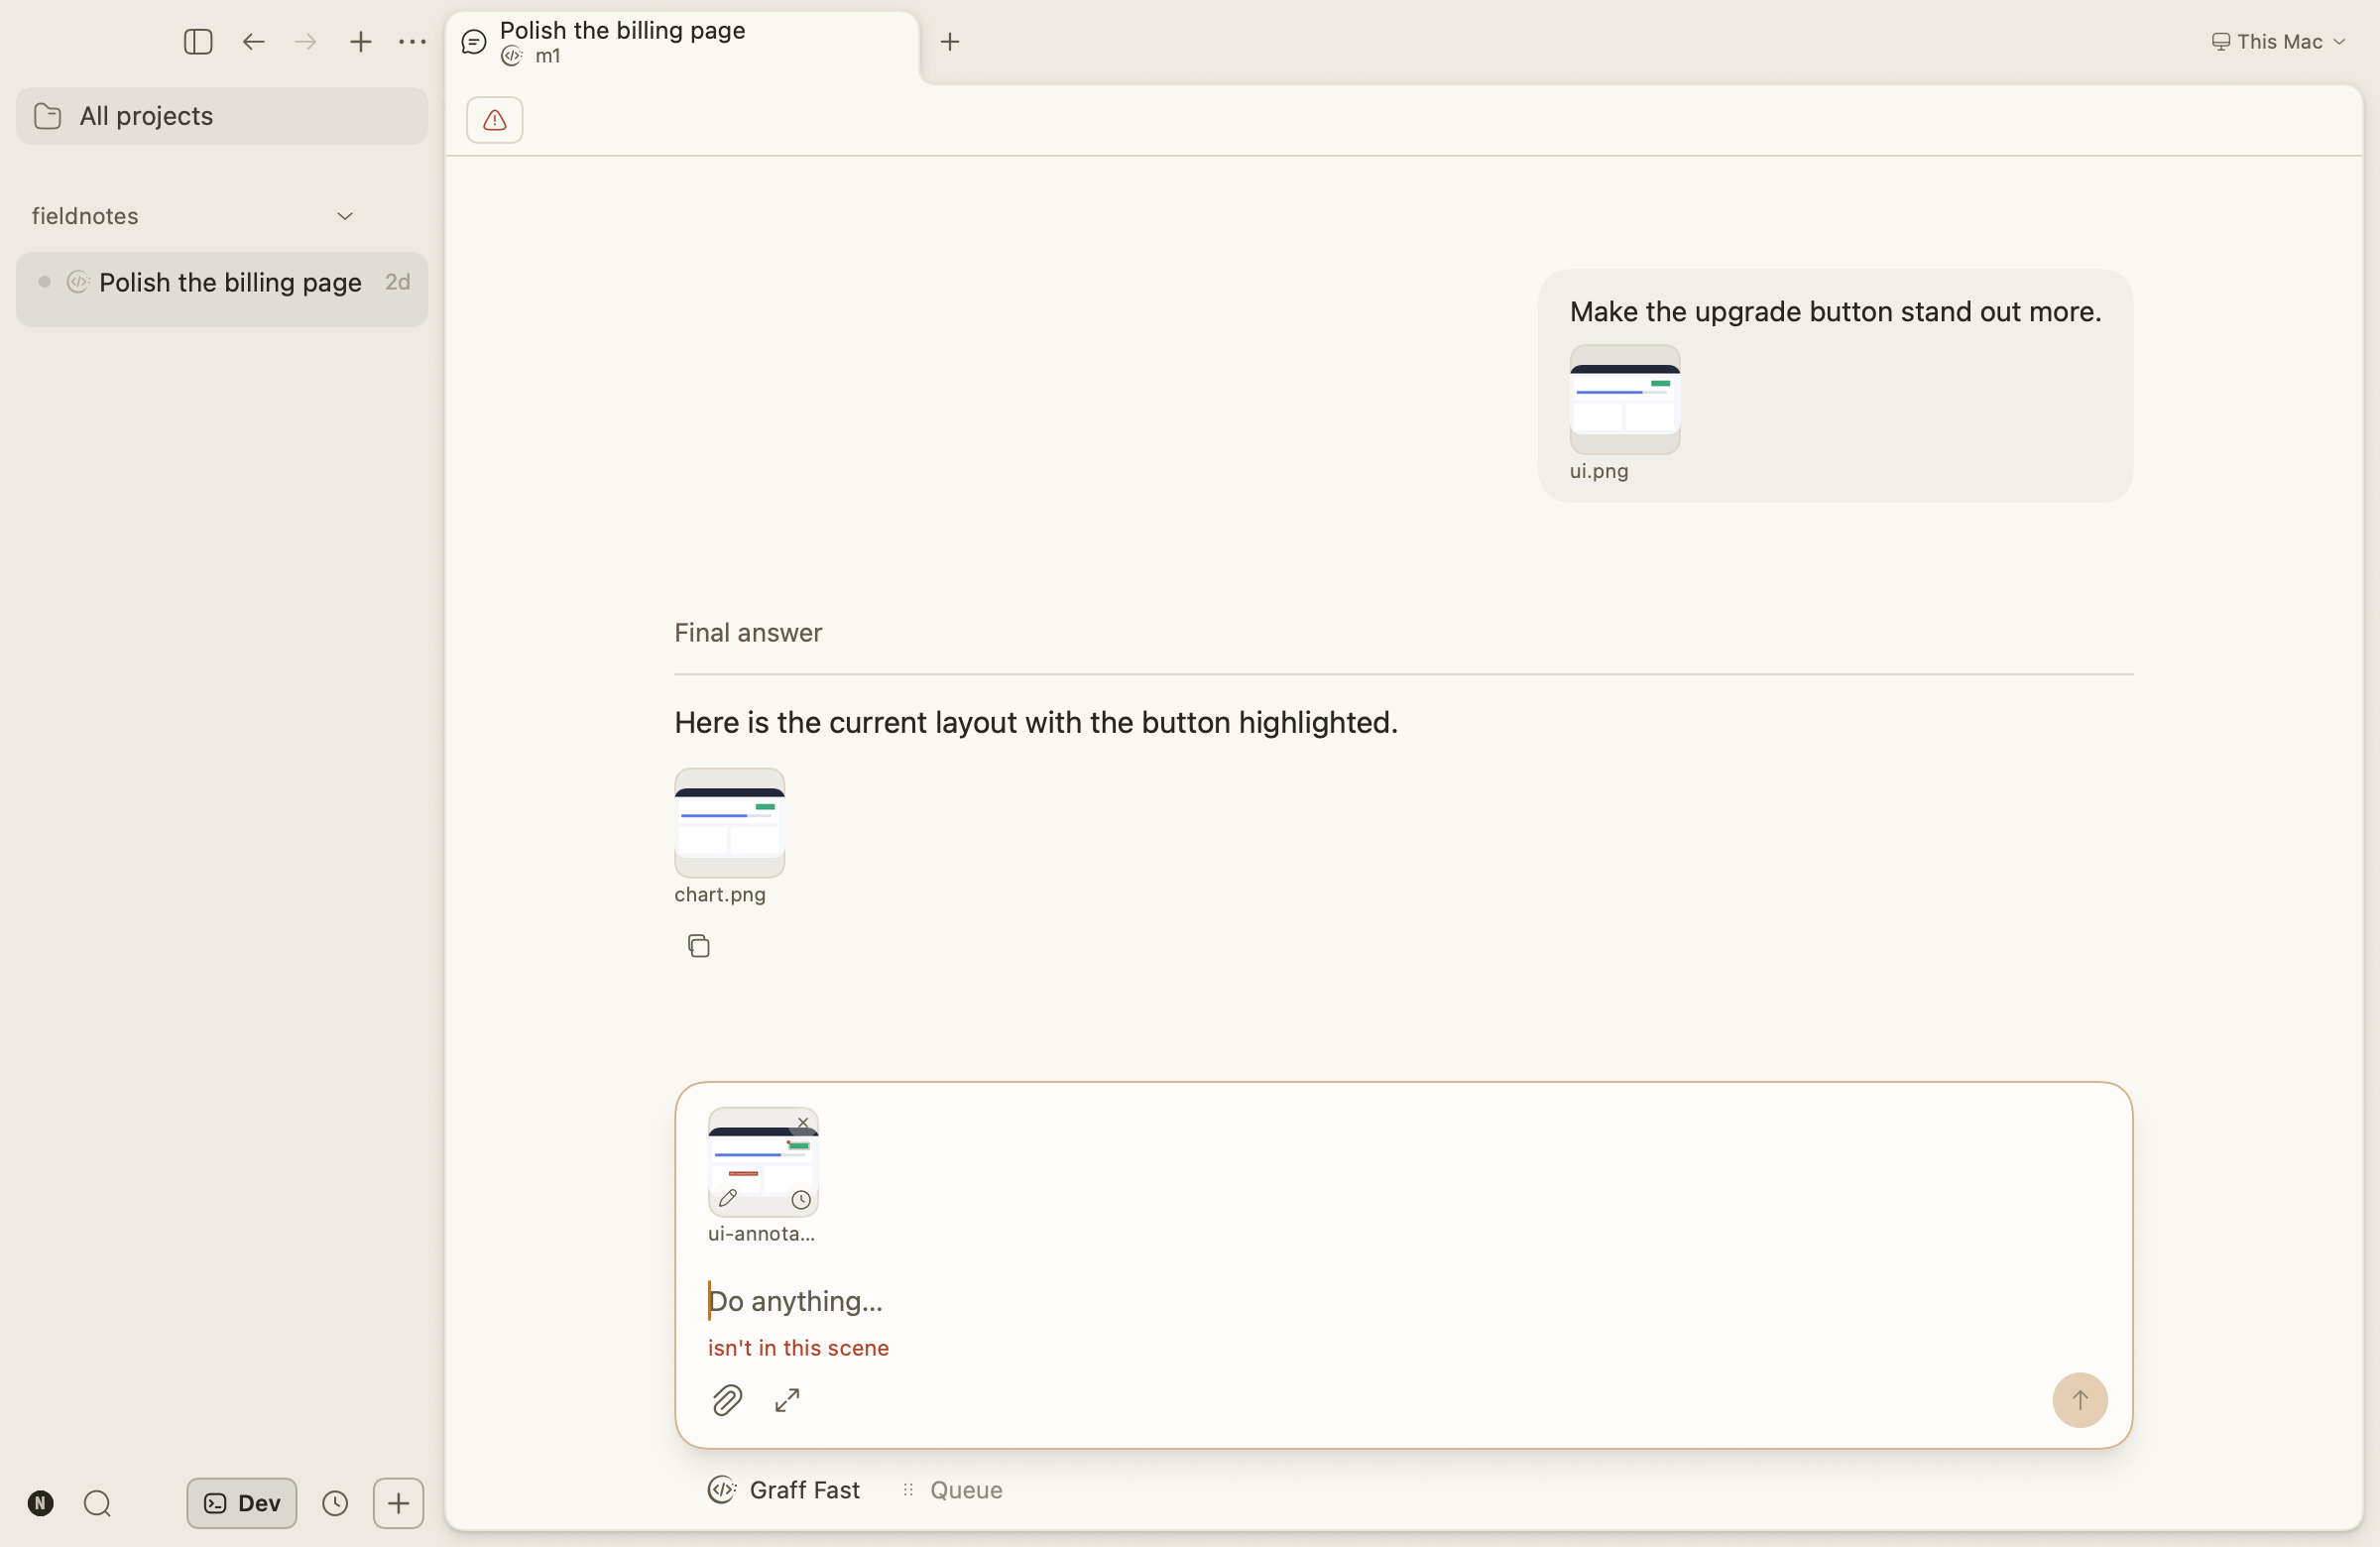 Polish the billing page
m1
This Mac
All projects
fieldnotes
Polish the billing page 2d
Make the upgrade button stand out more.
ui.png
Final answer
Here is the current layout with the button highlighted.
chart.png
ui-annota...
Do anything...
isn't in this scene
N
Dev
Graff Fast
Queue